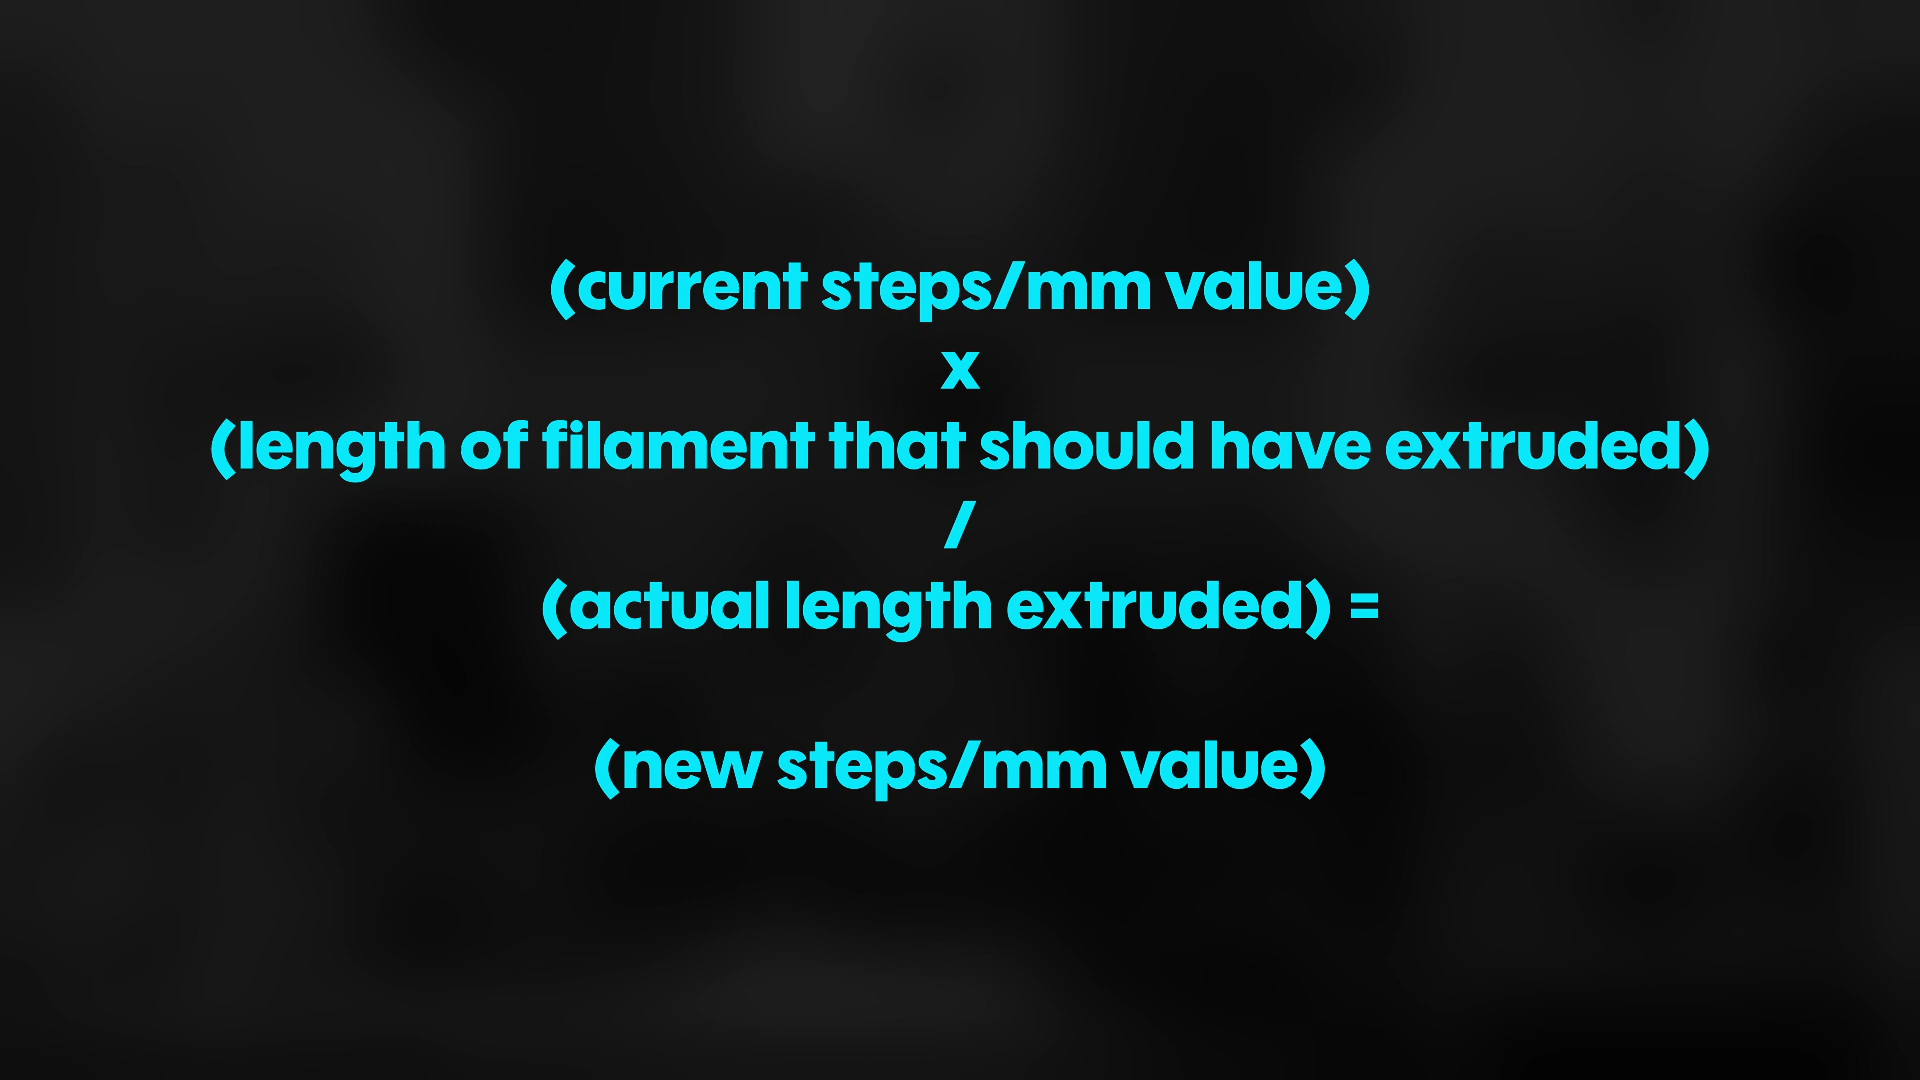 (current steps/mm value)
x
(length of filament that should have extruded)
/
(actual length extruded) =
(new steps/mm value)